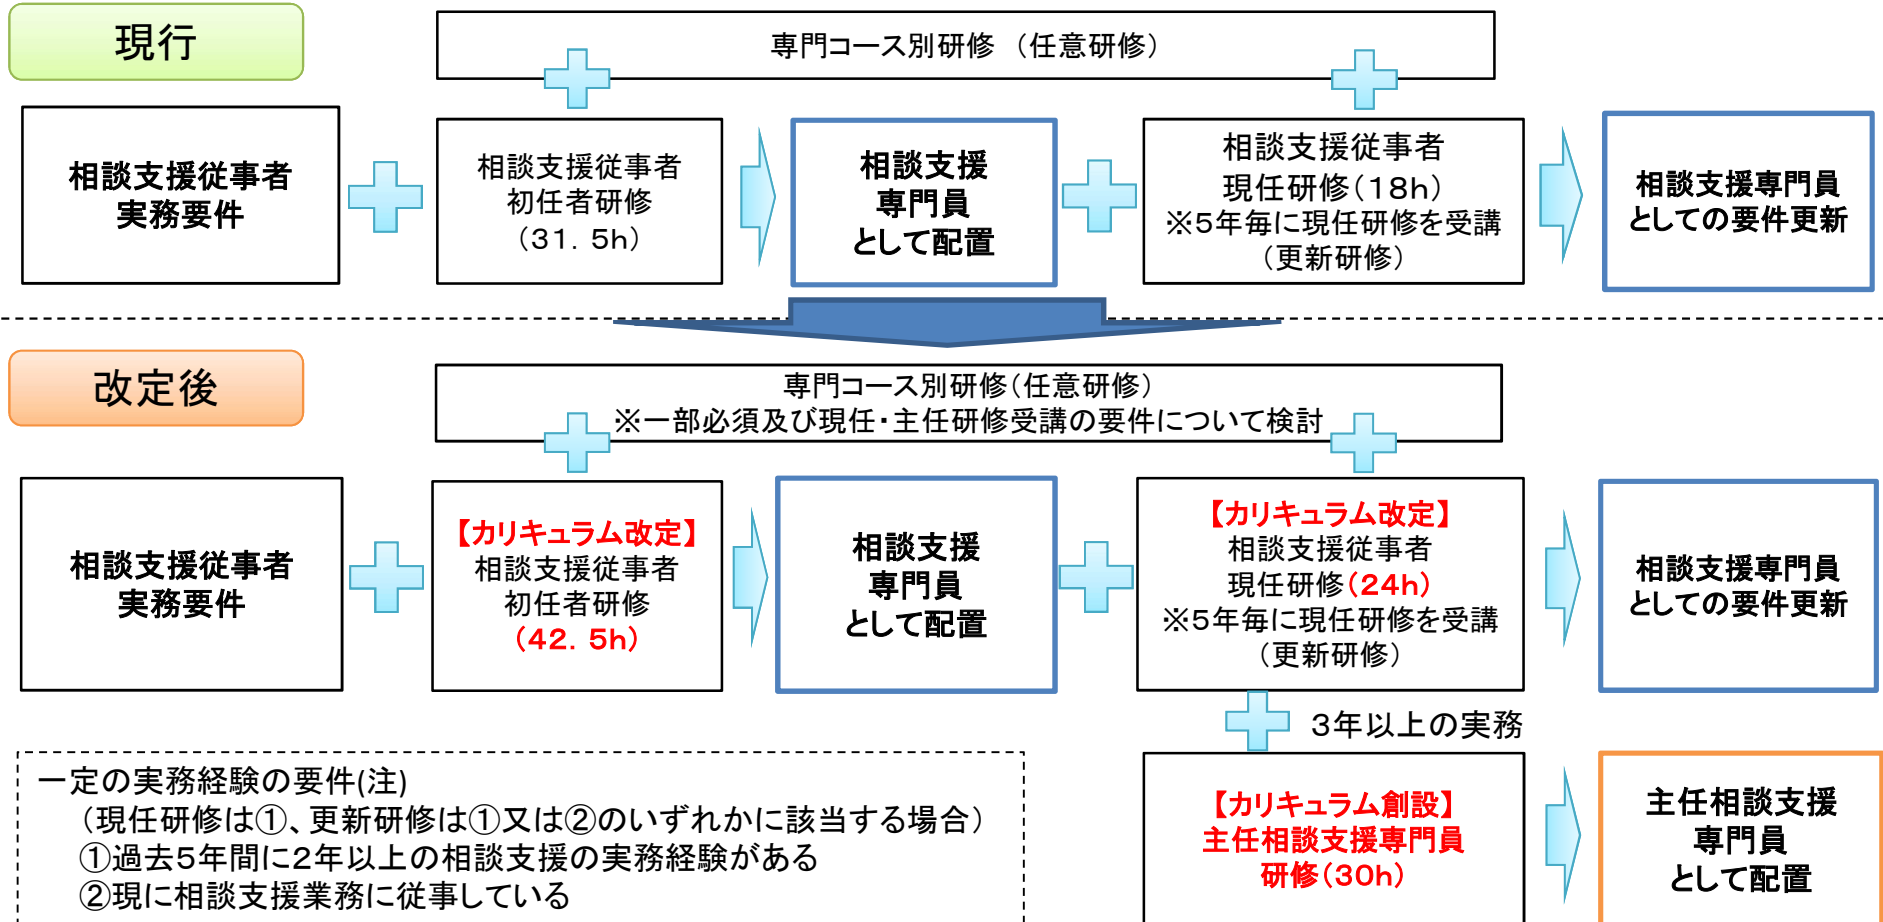 現行
専門コース別研修 （任意研修）
相談支援従事者
実務要件
相談支援従事者
初任者研修
（31．5h）
相談支援
専門員
として配置
相談支援従事者
現任研修（18h）
※5年毎に現任研修を受講
（更新研修）
相談支援専門員
としての要件更新
改定後
専門コース別研修（任意研修）
※一部必須及び現任・主任研修受講の要件について検討
相談支援従事者
実務要件
【カリキュラム改定】
相談支援従事者
初任者研修
（42．5h）
相談支援
専門員
として配置
【カリキュラム改定】
相談支援従事者
現任研修（24h）
※5年毎に現任研修を受講
（更新研修）
相談支援専門員
としての要件更新
3年以上の実務
一定の実務経験の要件(注)
（現任研修は①、更新研修は①又は②のいずれかに該当する場合）
①過去5年間に2年以上の相談支援の実務経験がある
②現に相談支援業務に従事している
【カリキュラム創設】
主任相談支援専門員
研修（30h）
主任相談支援
専門員
として配置